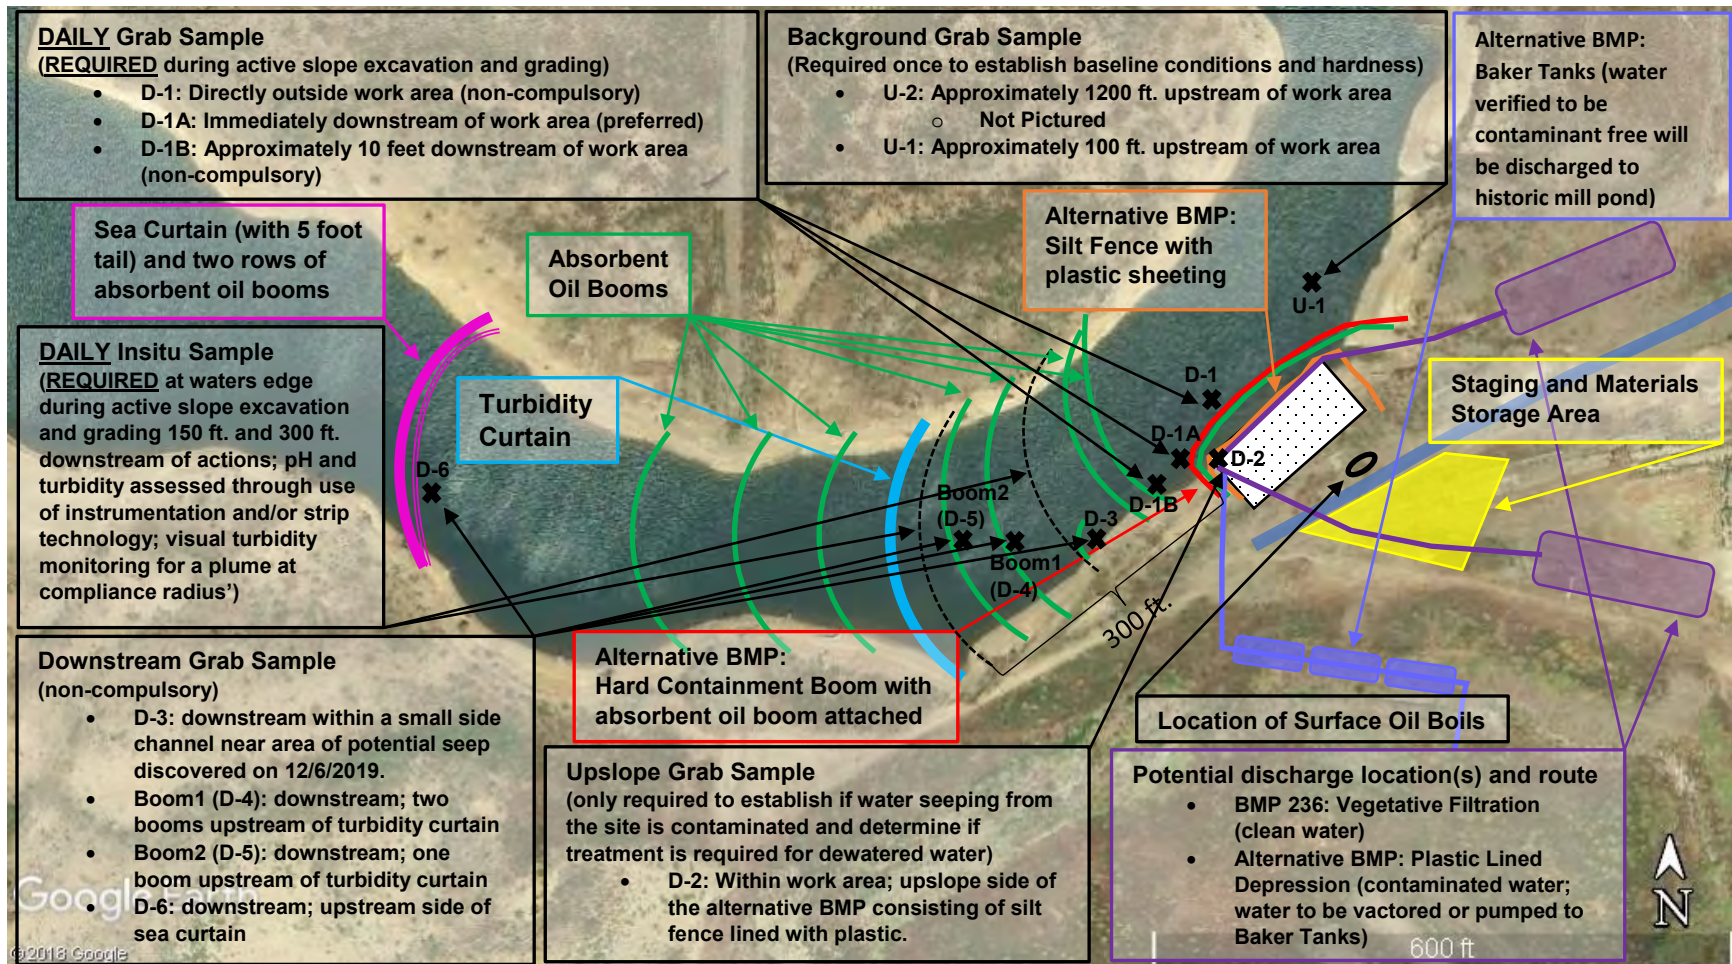 DAILY Grab Sample
(REQUIRED during active slope excavation and grading)
• D-1: Directly outside work area (non-compulsory)
• D-1A: Immediately downstream of work area (preferred)
• D-1B: Approximately 10 feet downstream of work area
(non-compulsory)
Background Grab Sample
(Required once to establish baseline conditions and hardness)
• U-2: Approximately 1200 ft. upstream of work area
o Not Pictured
• U-1: Approximately 100 ft. upstream of work area
Alternative BMP:
Baker Tanks (water
verified to be
contaminant free will
be discharged to
historic mill pond)
Sea Curtain (with 5 foot
tail) and two rows of
absorbent oil booms
Absorbent
Oil Booms
Alternative BMP:
Silt Fence with
plastic sheeting
U-1
DAILY Insitu Sample
(REQUIRED at waters edge
during active slope excavation
and grading 150 ft. and 300 ft.
downstream of actions; pH and
turbidity assessed through use
of instrumentation and/or strip
technology; visual turbidity
monitoring for a plume at
compliance radius’)
Turbidity
Curtain
Staging and Materials
Storage Area
D-1
D-1A
D-2
D-6
D-1B
Boom2
(D-5)
D-3
Boom1
(D-4)
300 ft.
Downstream Grab Sample
(non-compulsory)
• D-3: downstream within a small side
channel near area of potential seep
discovered on 12/6/2019.
• Boom1 (D-4): downstream; two
booms upstream of turbidity curtain
• Boom2 (D-5): downstream; one
boom upstream of turbidity curtain
• D-6: downstream; upstream side of
sea curtain
Alternative BMP:
Hard Containment Boom with
absorbent oil boom attached
Location of Surface Oil Boils
Upslope Grab Sample
(only required to establish if water seeping from
the site is contaminated and determine if
treatment is required for dewatered water)
• D-2: Within work area; upslope side of
the alternative BMP consisting of silt
fence lined with plastic.
Potential discharge location(s) and route
• BMP 236: Vegetative Filtration
(clean water)
• Alternative BMP: Plastic Lined
Depression (contaminated water;
water to be vactored or pumped to
Baker Tanks)
N
Google Earth
©2018 Google
600 ft